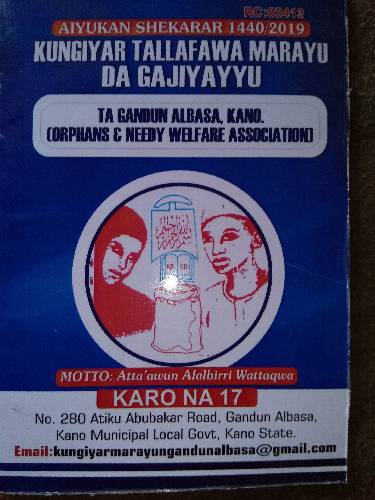 RC:82413
AIYUKAN SHEKARAR 1440/2019
KUNGIYAR TALLAFAWA MARAYU
DA GAJIYAYYU
TA GANDUN ALBASA, KANO.
(ORPHANS & NEEDY WELFARE ASSOCIATION)
MOTTO: Atta'awun Alalbirri Wattaqwa
KARO NA 17
No. 280 Atiku Abubakar Road, Gandun Albasa,
Kano Municipal Local Govt, Kano State.
Email:kungiyarmarayungandunalbasa@gmail.com